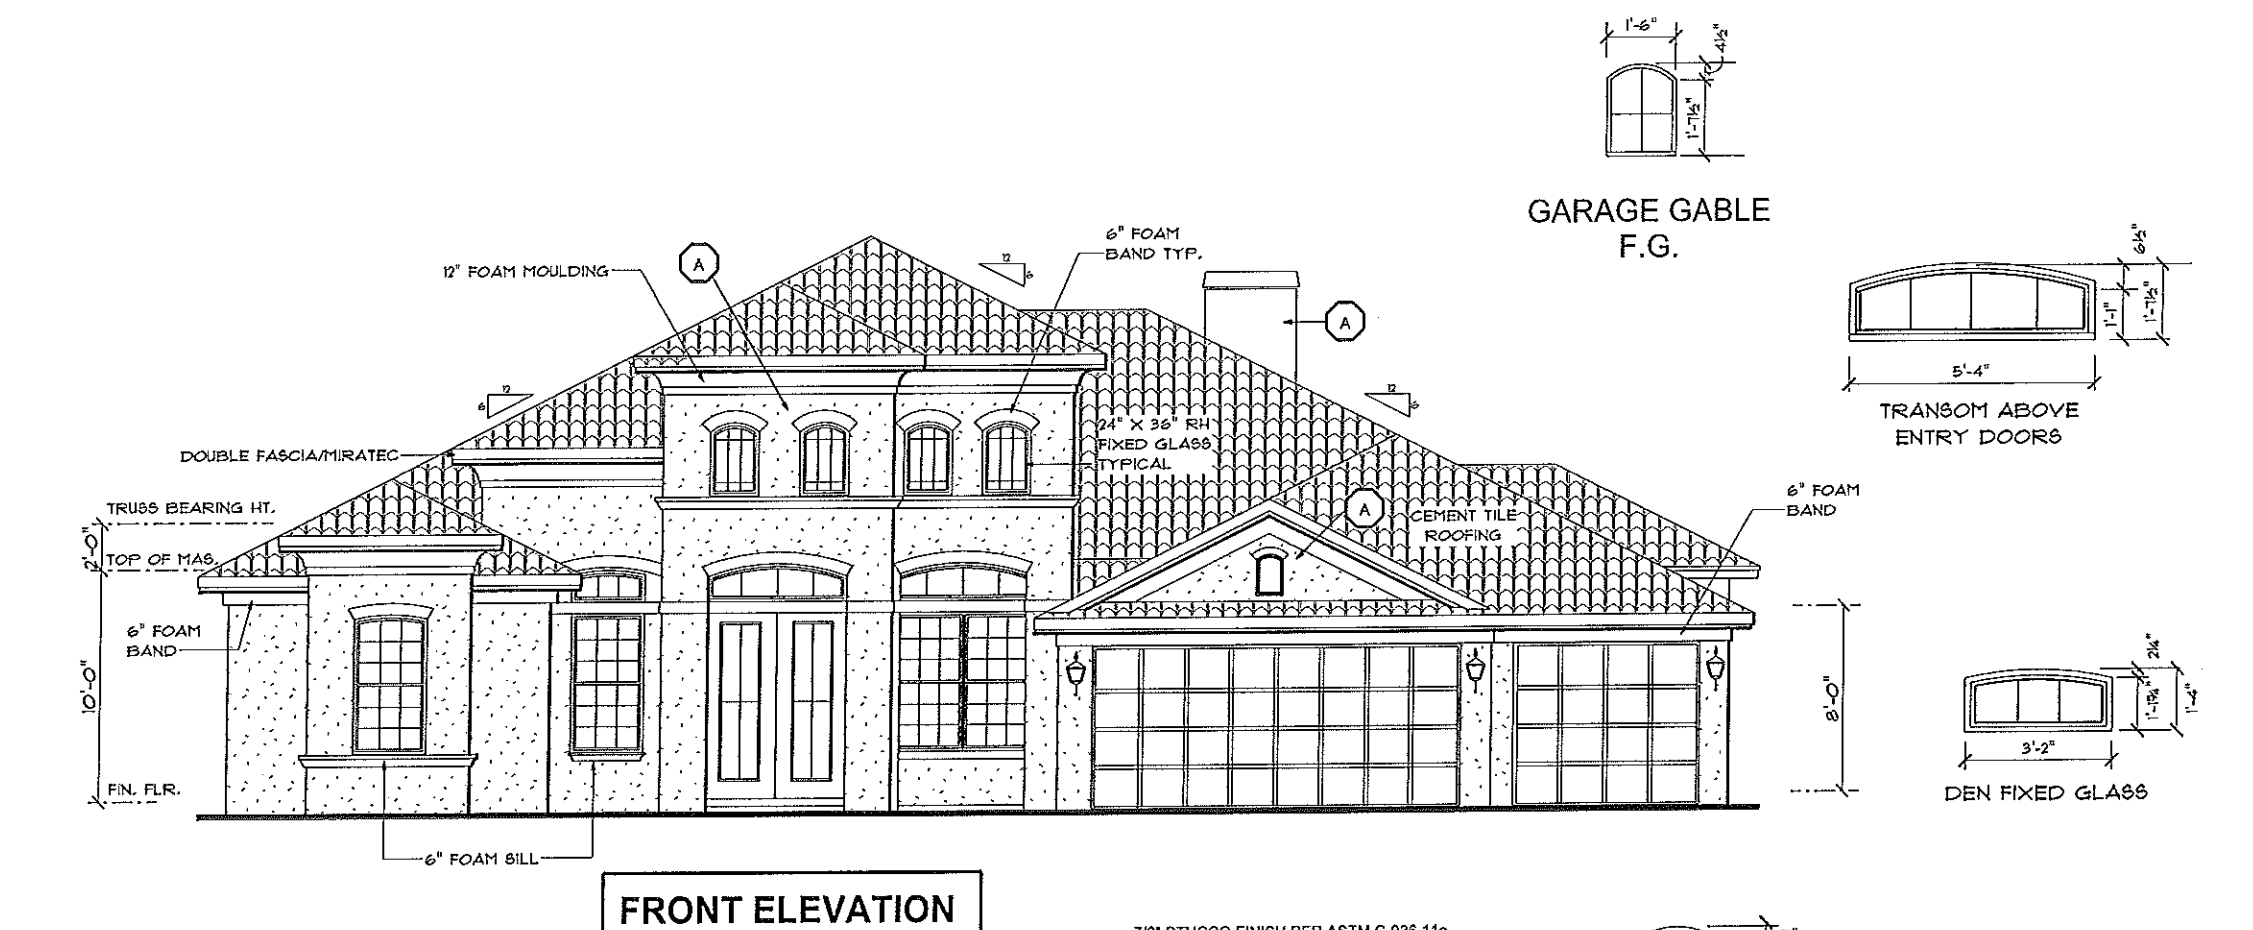 1'-6"
4½"
1'-7½"
GARAGE GABLE
F.G.
6" FOAM
BAND TYP.
12" FOAM MOULDING
A
12
6
6½"
1'-1"
1'-7½"
5'-4"
TRANSOM ABOVE
ENTRY DOORS
A
12
6
12
6
24" X 36" RH
FIXED GLASS
TYPICAL
DOUBLE FASCIA/MIRATEC
TRUSS BEARING HT.
2'-0"
TOP OF MAS.
A
CEMENT TILE
ROOFING
6" FOAM
BAND
6" FOAM
BAND
10'-0"
FIN. FLR.
8'-0"
2¼"
1'-1¾"
1'-4"
3'-2"
DEN FIXED GLASS
6" FOAM SILL
FRONT ELEVATION